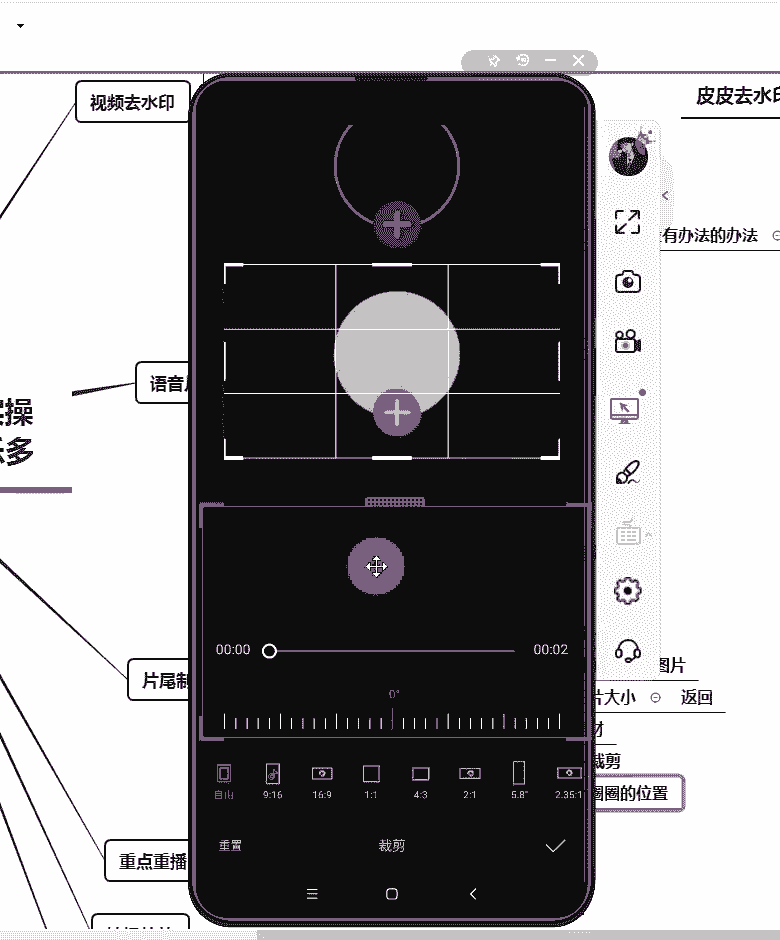 视频去水印
皮皮去水印
有办法的办法
语音
实操
乐多
00:00
00:02
0°
图片
片大小
返回
材
片尾制
自由
9:16
16:9
1:1
4:3
2:1
5.8"
2.35:1
裁剪
圈圈的位置
重置
裁剪
重点重播